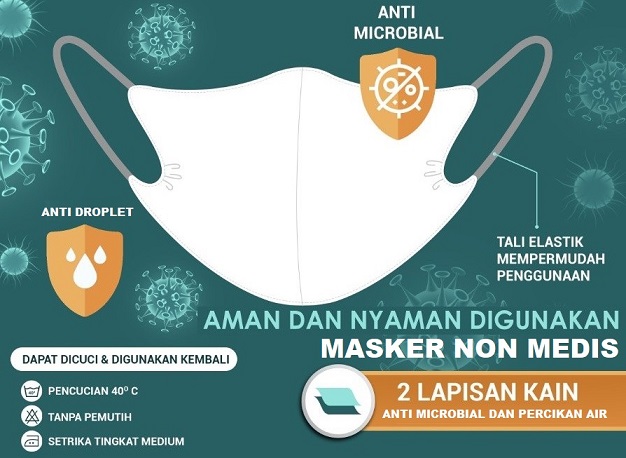 ANTI
MICROBIAL
ANTI DROPLET
TALI ELASTIK
MEMPERMUDAH
PENGGUNAAN
AMAN DAN NYAMAN DIGUNAKAN
MASKER NON MEDIS
DAPAT DICUCI & DIGUNAKAN KEMBALI
40°
PENCUCIAN 40⁰ C
TANPA PEMUTIH
SETRIKA TINGKAT MEDIUM
2 LAPISAN KAIN
ANTI MICROBIAL DAN PERCIKAN AIR